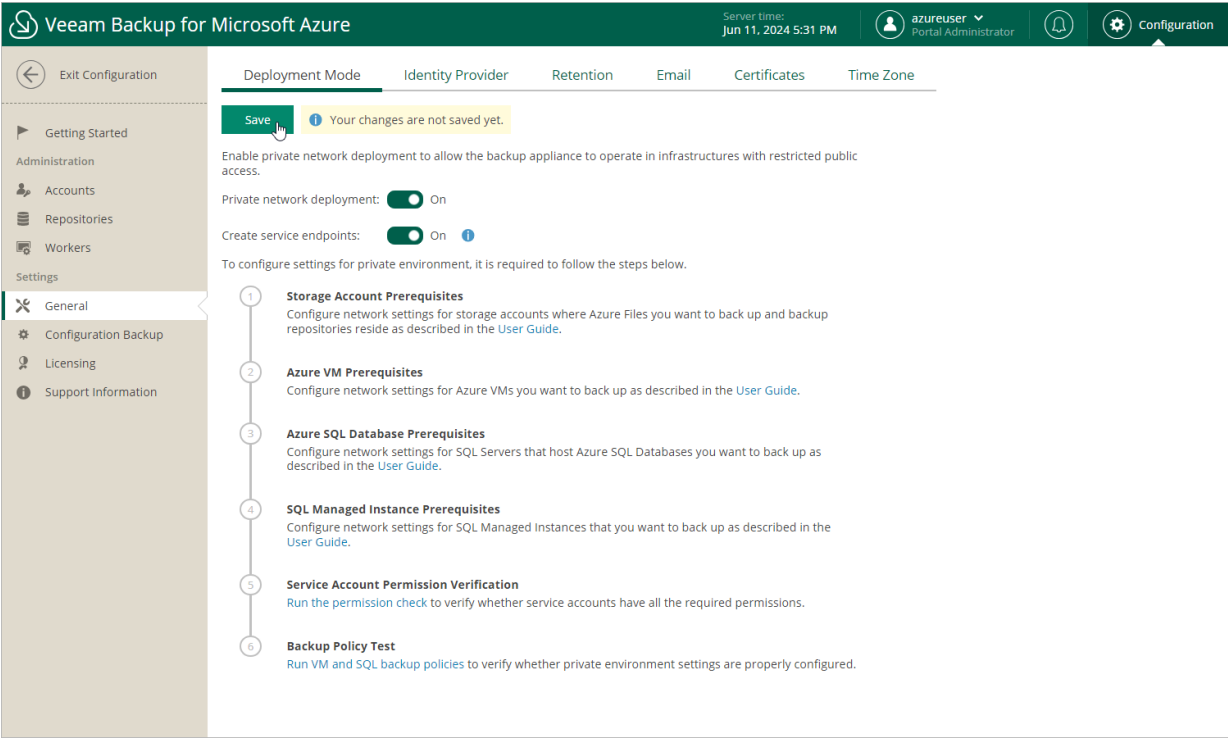 Veeam Backup for Microsoft Azure
Server time:
Jun 11, 2024 5:31 PM
azureuser
Portal Administrator
Configuration
Exit Configuration
Getting Started
Administration
Accounts
Repositories
Workers
Settings
General
Configuration Backup
Licensing
Support Information
Deployment Mode Identity Provider Retention Email Certificates Time Zone
Save
Your changes are not saved yet.
Enable private network deployment to allow the backup appliance to operate in infrastructures with restricted public
access.
Private network deployment: On
Create service endpoints: On
To configure settings for private environment, it is required to follow the steps below.
1 Storage Account Prerequisites
Configure network settings for storage accounts where Azure Files you want to back up and backup
repositories reside as described in the User Guide.
2 Azure VM Prerequisites
Configure network settings for Azure VMs you want to back up as described in the User Guide.
3 Azure SQL Database Prerequisites
Configure network settings for SQL Servers that host Azure SQL Databases you want to back up as
described in the User Guide.
4 SQL Managed Instance Prerequisites
Configure network settings for SQL Managed Instances that you want to back up as described in the
User Guide.
5 Service Account Permission Verification
Run the permission check to verify whether service accounts have all the required permissions.
6 Backup Policy Test
Run VM and SQL backup policies to verify whether private environment settings are properly configured.